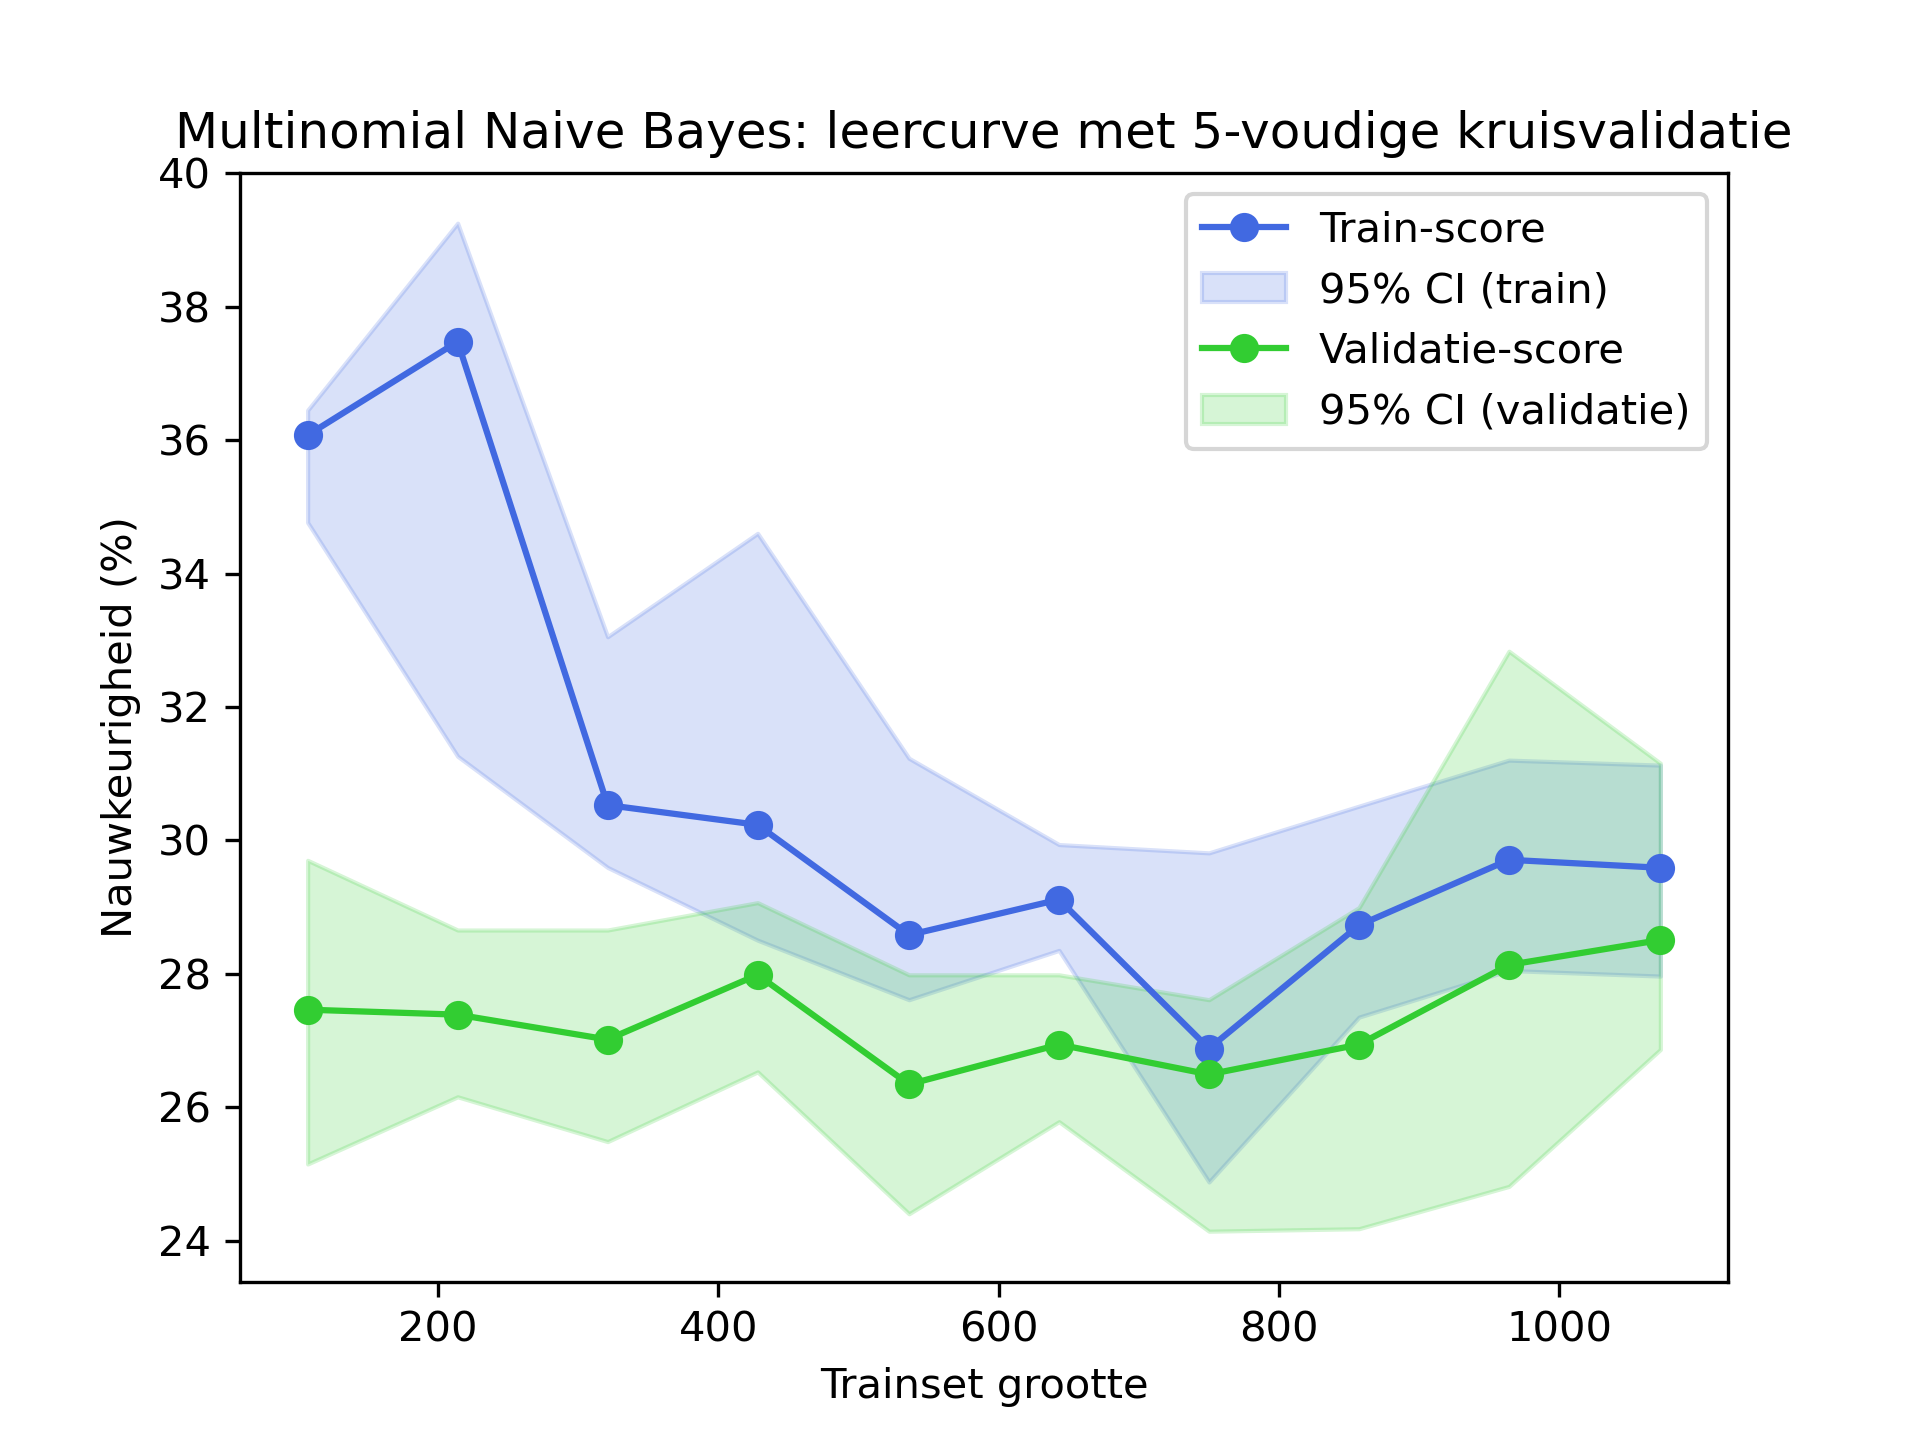 Multinomial Naive Bayes: leercurve met 5-voudige kruisvalidatie
40
38
36
34
32
30
28
26
24
Nauwkeurigheid (%)
Train-score
95% CI (train)
Validatie-score
95% CI (validatie)
200
400
600
800
1000
Trainset grootte